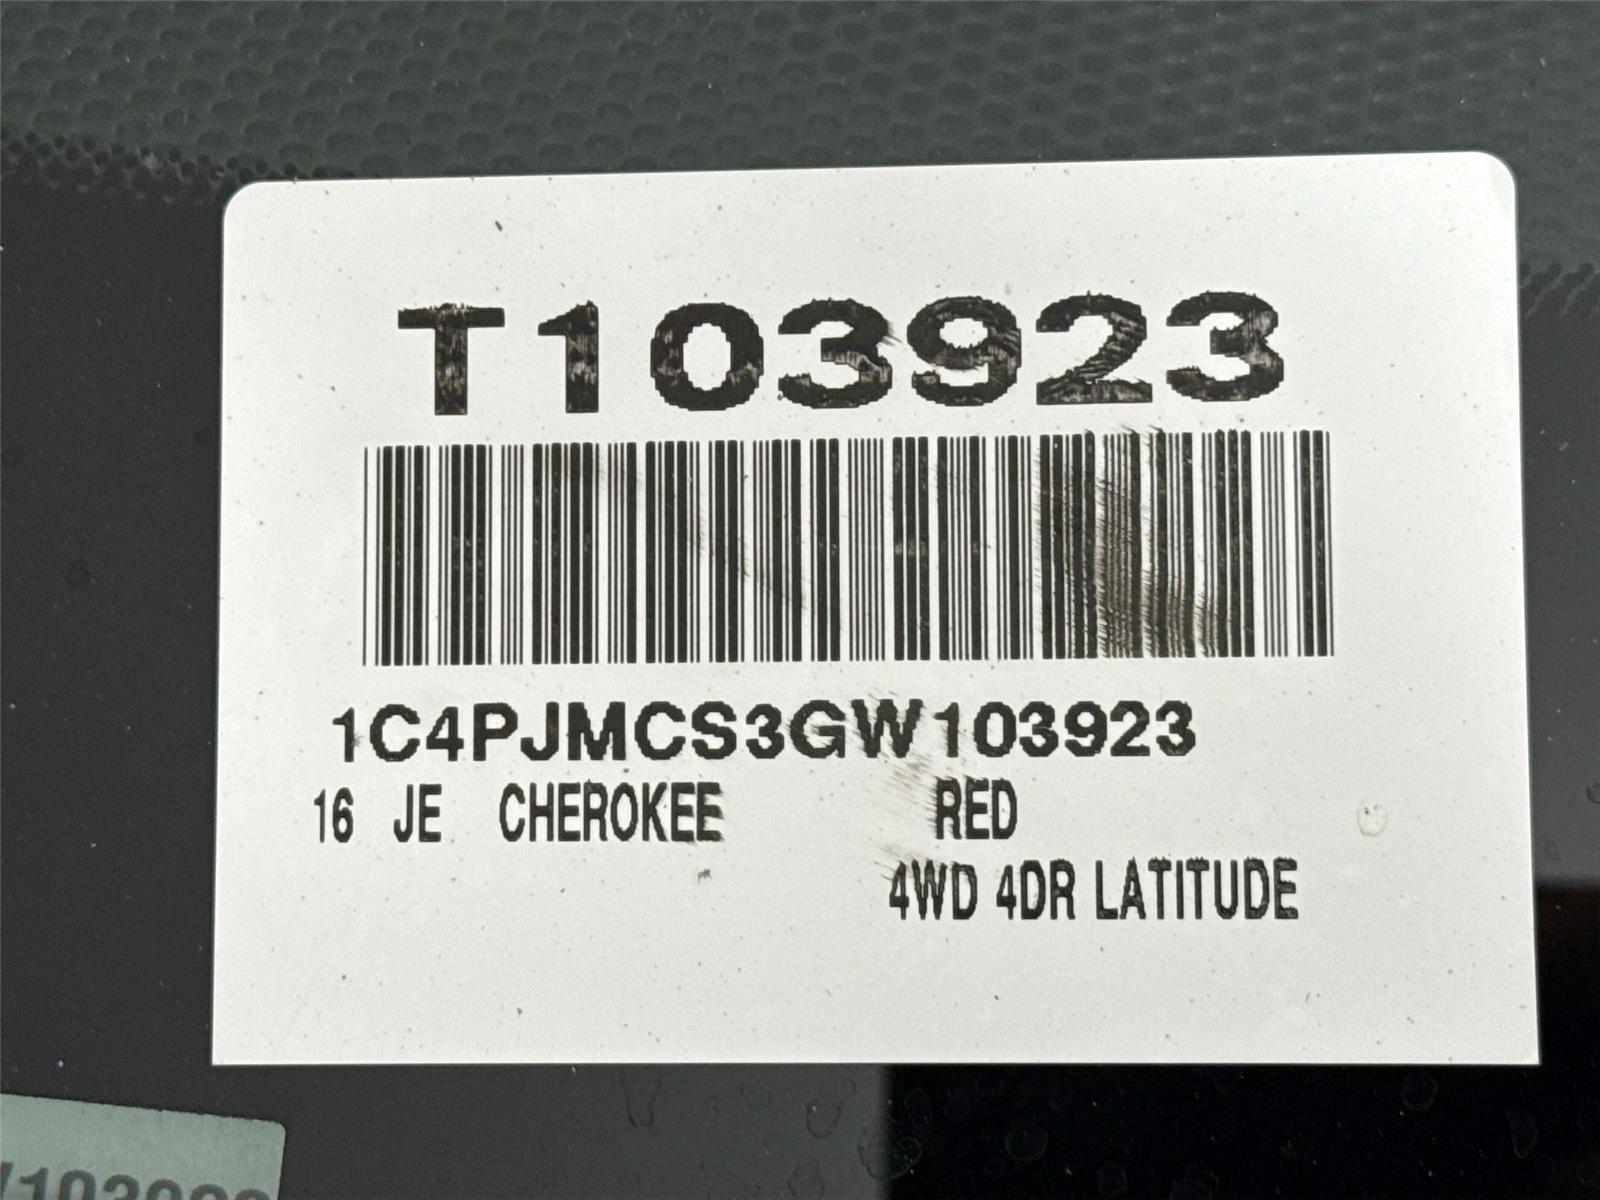 T103923
1C4PJMCS3GW103923
16 JE CHEROKEE RED
4WD 4DR LATITUDE